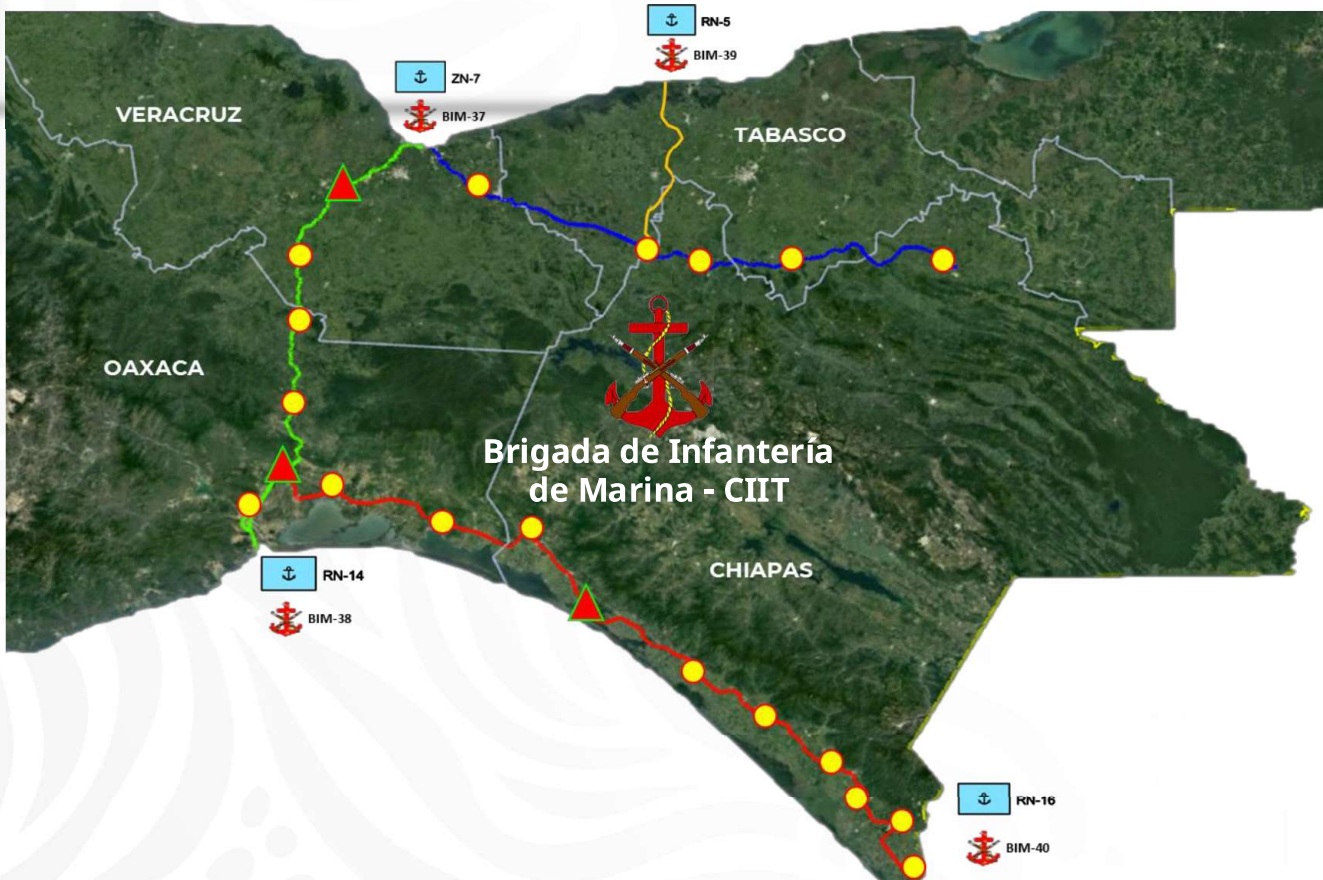 RN-5
BIM-39
ZN-7
BIM-37
VERACRUZ
TABASCO
OAXACA
Brigada de Infantería
de Marina - CIIT
CHIAPAS
RN-14
BIM-38
RN-16
BIM-40